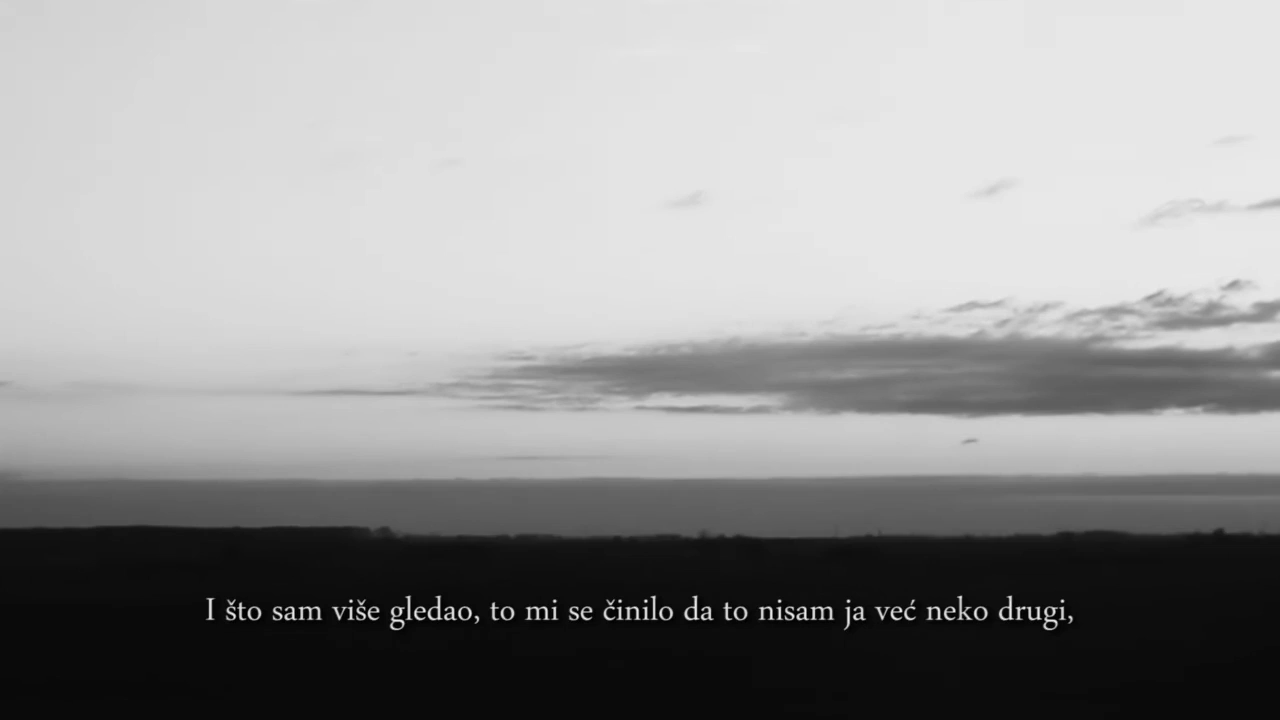 I što sam više gledao, to mi se činilo da to nisam ja već neko drugi,